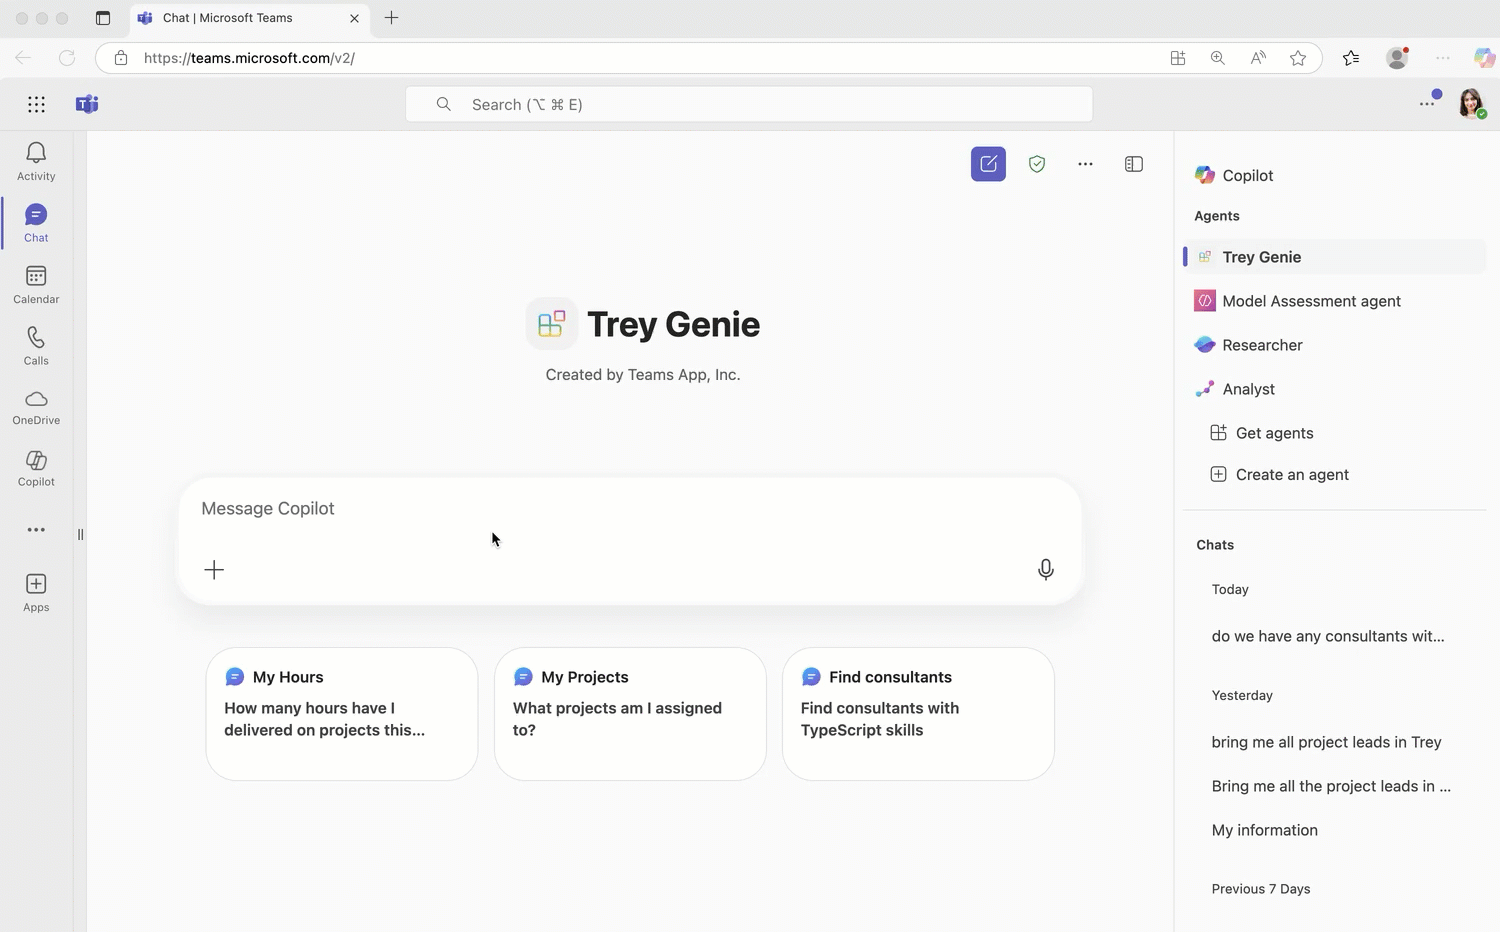 Chat | Microsoft Teams
https://teams.microsoft.com/v2/
Search (⌥ ⌘ E)
Activity
Chat
Calendar
Calls
OneDrive
Copilot
Apps
Trey Genie
Created by Teams App, Inc.
Message Copilot
My Hours
How many hours have I
delivered on projects this...
My Projects
What projects am I assigned
to?
Find consultants
Find consultants with
TypeScript skills
Copilot
Agents
Trey Genie
Model Assessment agent
Researcher
Analyst
Get agents
Create an agent
Chats
Today
do we have any consultants wit...
Yesterday
bring me all project leads in Trey
Bring me all the project leads in ...
My information
Previous 7 Days